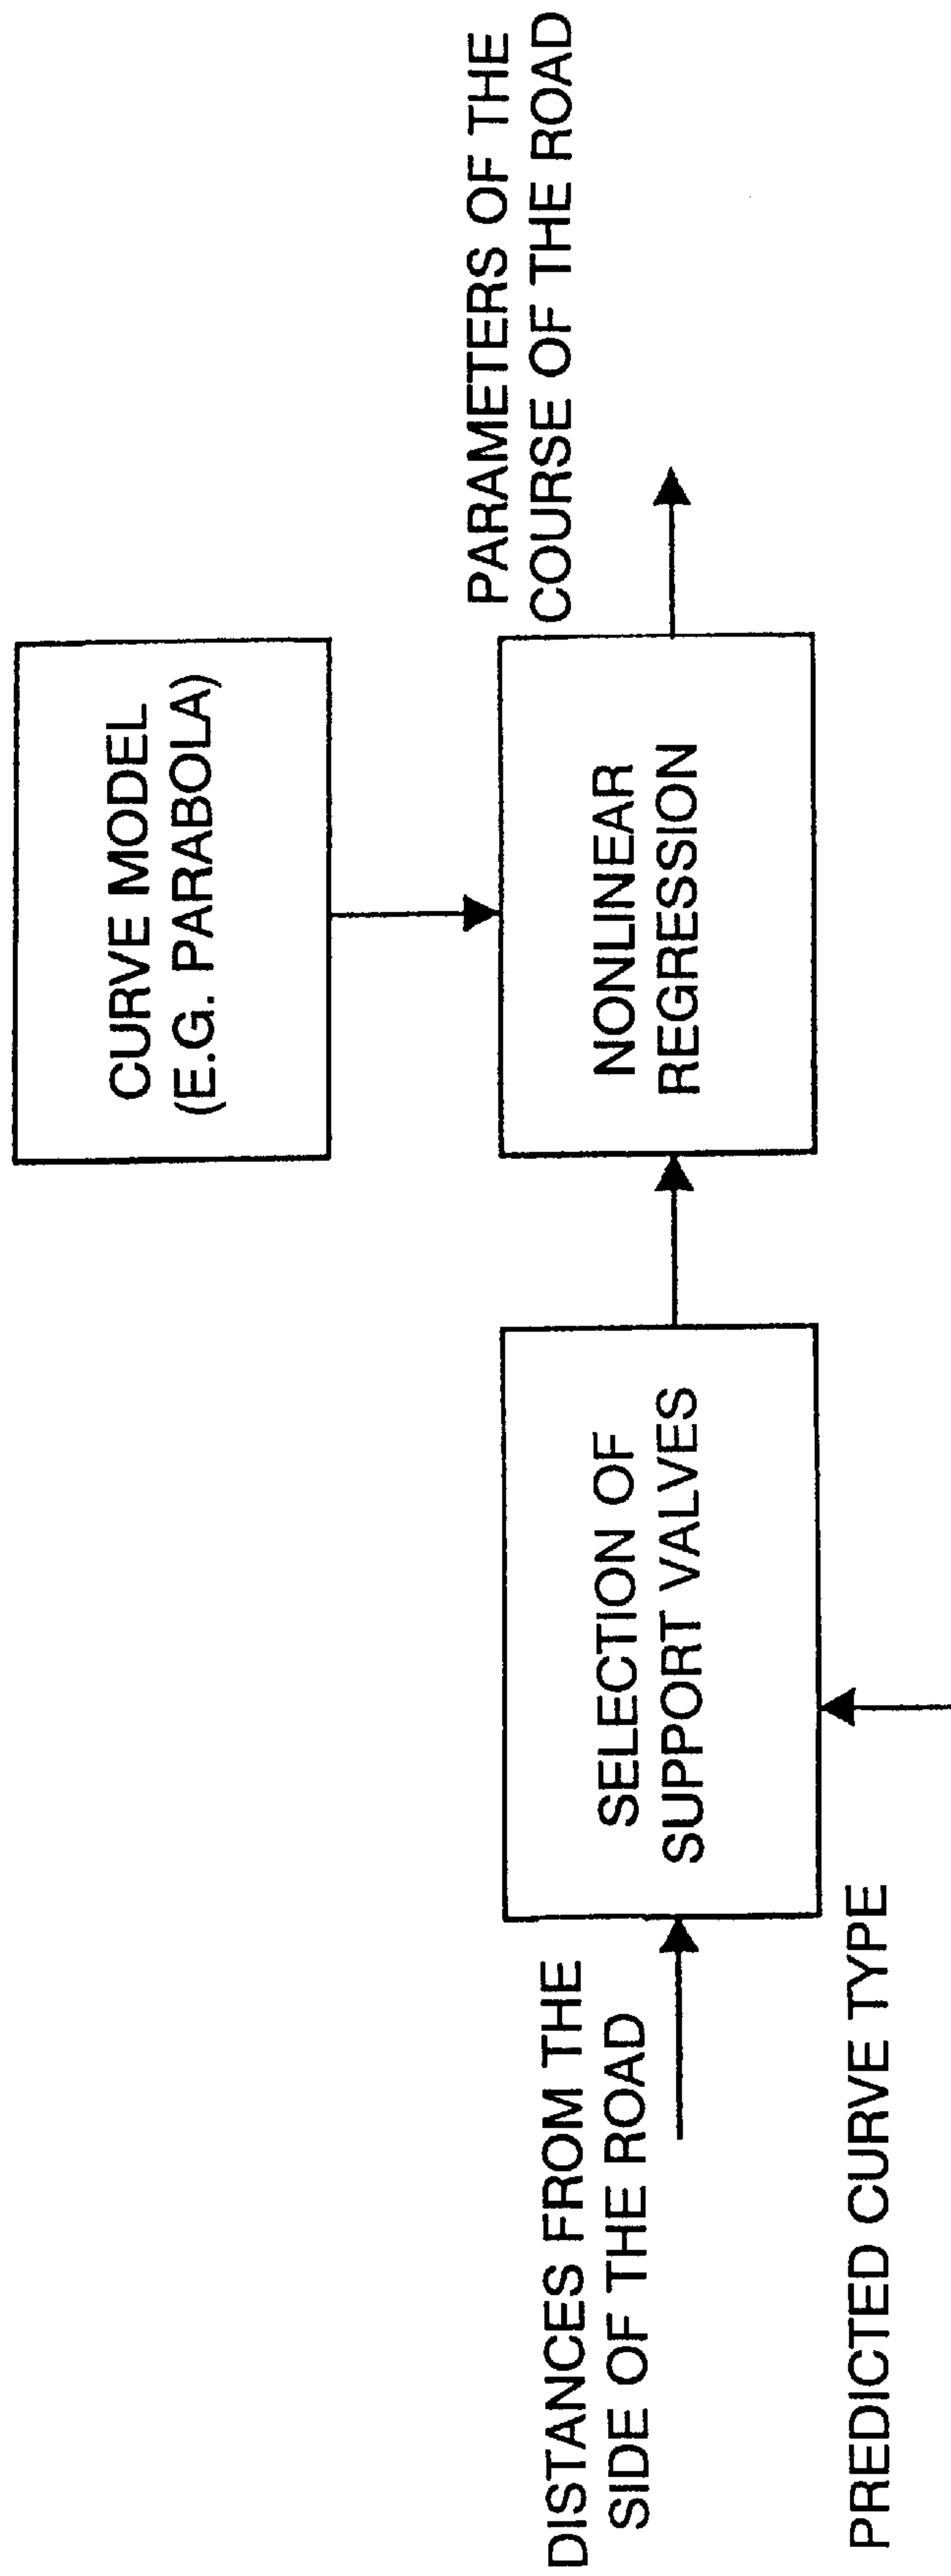 CURVE MODEL
(E.G. PARABOLA)
PARAMETERS OF THE
COURSE OF THE ROAD
DISTANCES FROM THE
SIDE OF THE ROAD
SELECTION OF
SUPPORT VALVES
NONLINEAR
REGRESSION
PREDICTED CURVE TYPE